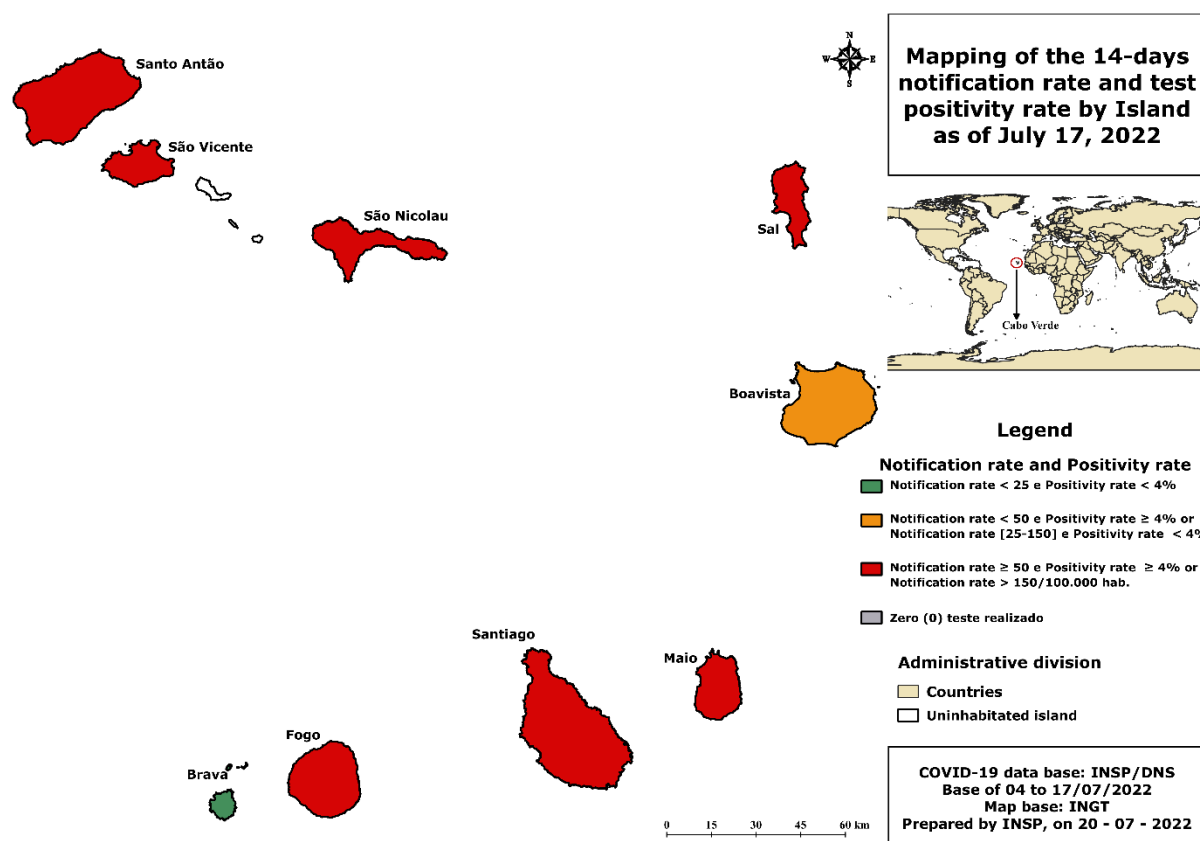 Mapping of the 14-days
notification rate and test
positivity rate by Island
as of July 17, 2022
N
W E
S
Santo Antão
São Vicente
São Nicolau
Sal
Cabo Verde
Boavista
Legend
Notification rate and Positivity rate
Notification rate < 25 e Positivity rate < 4%
Notification rate < 50 e Positivity rate ≥ 4% or
Notification rate [25-150] e Positivity rate < 4%
Notification rate ≥ 50 e Positivity rate ≥ 4% or
Notification rate > 150/100.000 hab.
Zero (0) teste realizado
Santiago
Maio
Administrative division
Countries
Uninhabitated island
Fogo
Brava
COVID-19 data base: INSP/DNS
Base of 04 to 17/07/2022
Map base: INGT
Prepared by INSP, on 20 - 07 - 2022
0 15 30 45 60 km